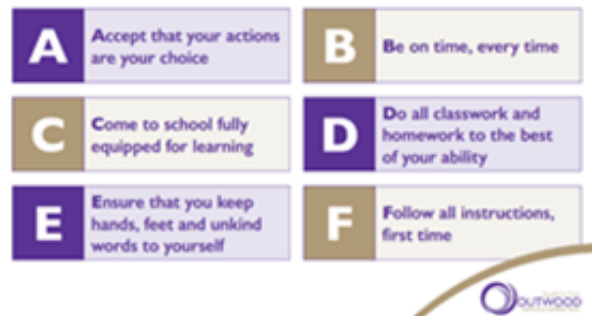 A
Accept that your actions
are your choice
B
Be on time, every time
C
Come to school fully
equipped for learning
D
Do all classwork and
homework to the best
of your ability
E
Ensure that you keep
hands, feet and unkind
words to yourself
F
Follow all instructions,
first time
OUTWOOD